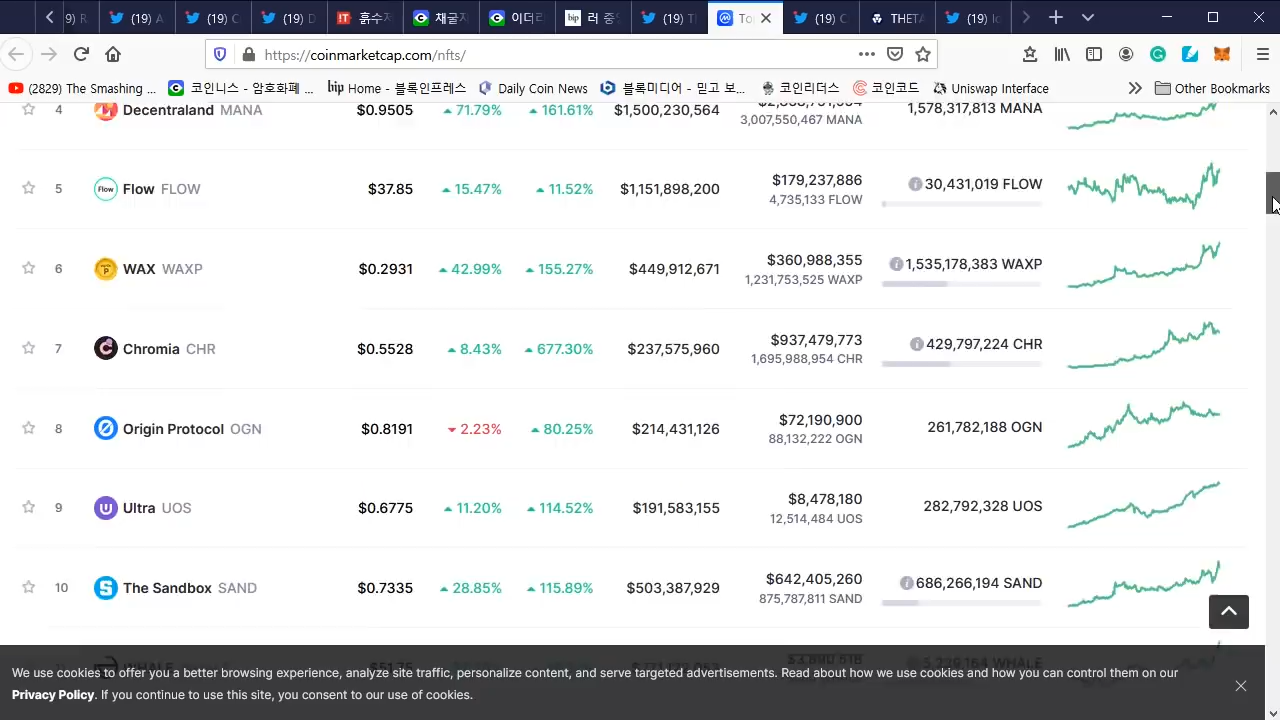 (19) A
(19) C
(19) D
흠수저
채굴저
이더리
bip 러 중앙
(19) Th
To
(19) C
THETA
(19) Ic
https://coinmarketcap.com/nfts/
(2829) The Smashing ...
코인니스 - 암호화폐 ...
bip Home - 블록인프레스
Daily Coin News
블록미디어 - 믿고 보...
코인리더스
코인코드
Uniswap Interface
Other Bookmarks
4 Decentraland MANA $0.9505 71.79% 161.61% $1,500,230,564 1,578,317,813 MANA
3,007,550,467 MANA
5 Flow Flow FLOW $37.85 15.47% 11.52% $1,151,898,200 $179,237,886 30,431,019 FLOW
4,735,133 FLOW
6 WAX WAXP $0.2931 42.99% 155.27% $449,912,671 $360,988,355 1,535,178,383 WAXP
1,231,753,525 WAXP
7 Chromia CHR $0.5528 8.43% 677.30% $237,575,960 $937,479,773 429,797,224 CHR
1,695,988,954 CHR
8 Origin Protocol OGN $0.8191 2.23% 80.25% $214,431,126 $72,190,900 261,782,188 OGN
88,132,222 OGN
9 Ultra UOS $0.6775 11.20% 114.52% $191,583,155 $8,478,180 282,792,328 UOS
12,514,484 UOS
10 The Sandbox SAND $0.7335 28.85% 115.89% $503,387,929 $642,405,260 686,266,194 SAND
875,787,811 SAND
We use cookies to offer you a better browsing experience, analyze site traffic, personalize content, and serve targeted advertisements. Read about how we use cookies and how you can control them on our
Privacy Policy. If you continue to use this site, you consent to our use of cookies.